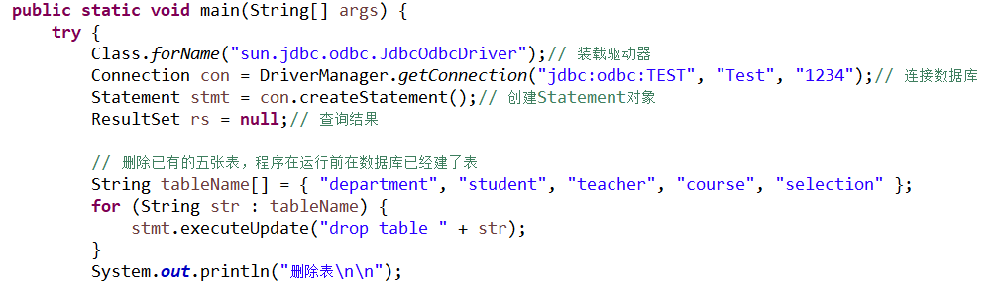 public static void main(String[] args) {
try {
Class.forName("sun.jdbc.odbc.JdbcOdbcDriver");// 装载驱动器
Connection con = DriverManager.getConnection("jdbc:odbc:TEST", "Test", "1234");// 连接数据库
Statement stmt = con.createStatement();// 创建Statement对象
ResultSet rs = null;// 查询结果
// 删除已有的五张表，程序在运行前在数据库已经建了表
String tableName[] = { "department", "student", "teacher", "course", "selection" };
for (String str : tableName) {
stmt.executeUpdate("drop table " + str);
}
System.out.println("删除表\n\n");